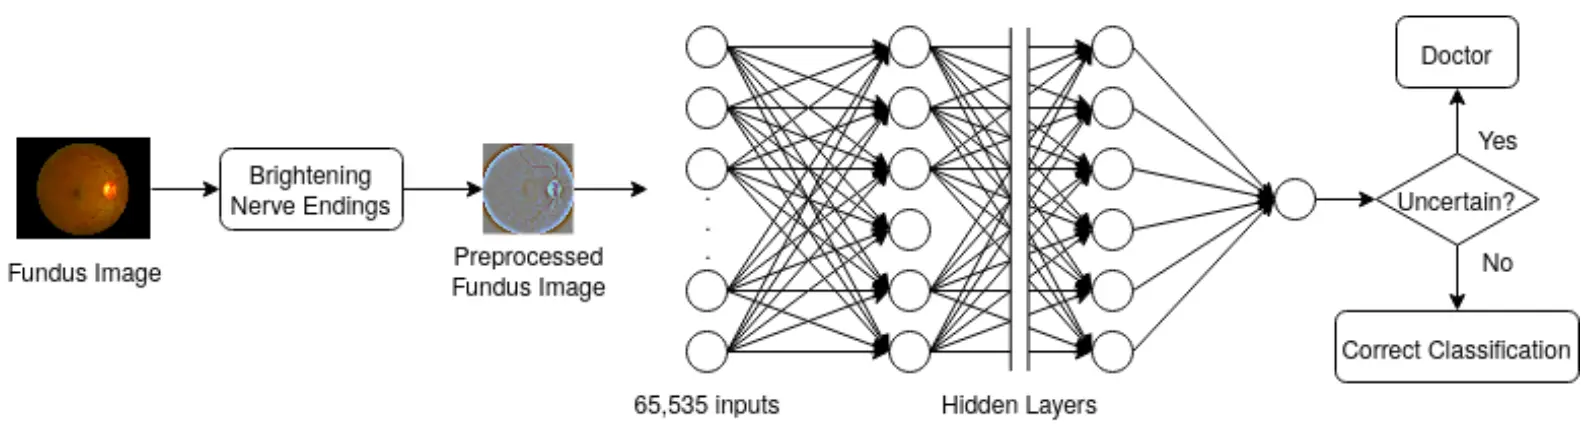 Fundus Image
Brightening
Nerve Endings
Preprocessed
Fundus Image
65,535 inputs
Hidden Layers
Doctor
Yes
Uncertain?
No
Correct Classification